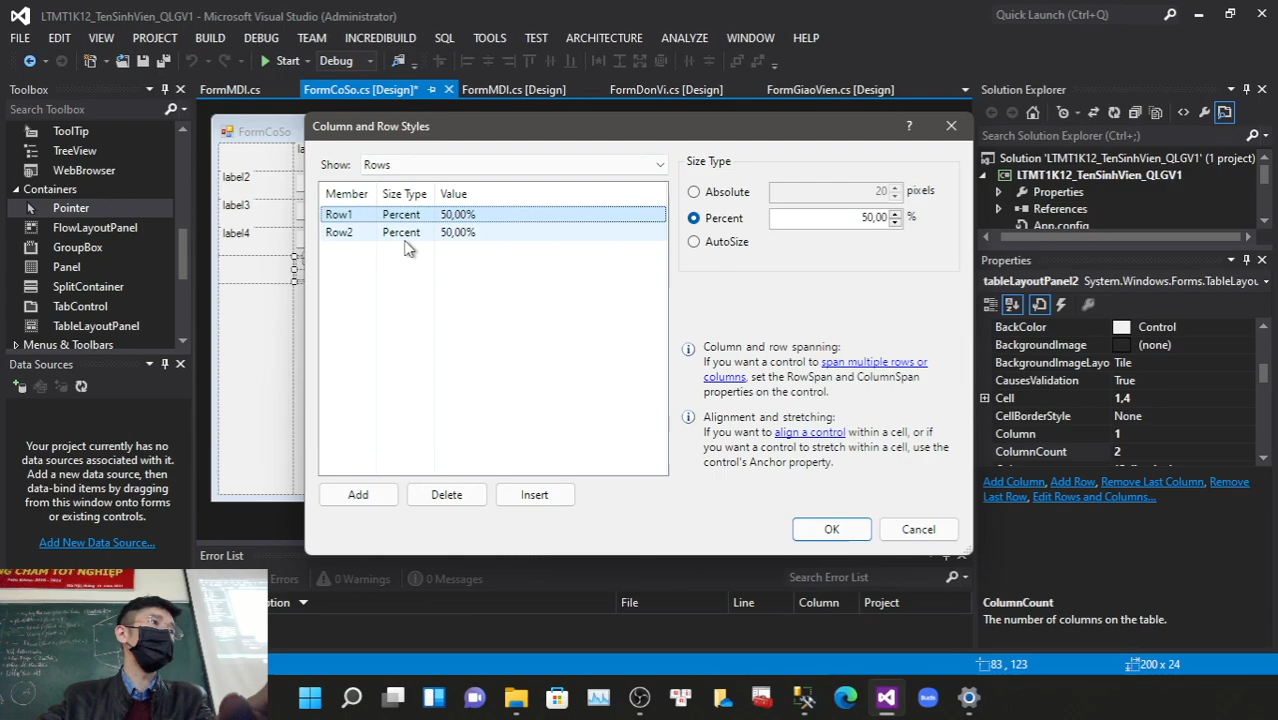 LTMT1K12_TenSinhVien_QLGV1 - Microsoft Visual Studio (Administrator)
Quick Launch (Ctrl+Q)
FILE EDIT VIEW PROJECT BUILD DEBUG TEAM INCREDIBUILD SQL TOOLS TEST ARCHITECTURE ANALYZE WINDOW HELP
Start Debug
Toolbox
FormMDI.cs FormCoSo.cs [Design]* FormMDI.cs [Design] FormDonVi.cs [Design] FormGiaoVien.cs [Design]
Solution Explorer
Search Toolbox
ToolTip
TreeView
WebBrowser
Containers
Pointer
FlowLayoutPanel
GroupBox
Panel
SplitContainer
TabControl
TableLayoutPanel
Menus & Toolbars
Data Sources
Your project currently has no
data sources associated with it.
Add a new data source, then
data-bind items by dragging
from this window onto forms
or existing controls.
Add New Data Source...
FormCoSo
label2
label3
label4
Column and Row Styles
?
Show: Rows
Member Size Type Value
Row1 Percent 50,00%
Row2 Percent 50,00%
Add Delete Insert
Size Type
Absolute 20 pixels
Percent 50,00 %
AutoSize
Column and row spanning:
If you want a control to span multiple rows or
columns, set the RowSpan and ColumnSpan
properties on the control.
Alignment and stretching:
If you want to align a control within a cell, or if
you want a control to stretch within a cell, use the
control's Anchor property.
OK Cancel
Search Solution Explorer (Ctrl+;)
Solution 'LTMT1K12_TenSinhVien_QLGV1' (1 project)
LTMT1K12_TenSinhVien_QLGV1
Properties
References
App.config
Properties
tableLayoutPanel2 System.Windows.Forms.TableLayou
BackColor Control
BackgroundImage (none)
BackgroundImageLayo Tile
CausesValidation True
Cell 1,4
CellBorderStyle None
Column 1
ColumnCount 2
Add Column, Add Row, Remove Last Column, Remove
Last Row, Edit Rows and Columns...
ColumnCount
The number of columns on the table.
Error List
Errors 0 Warnings 0 Messages
Search Error List
ption File Line Column Project
83 , 123 200 x 24
NG CHẤM TỐT NGHIỆP